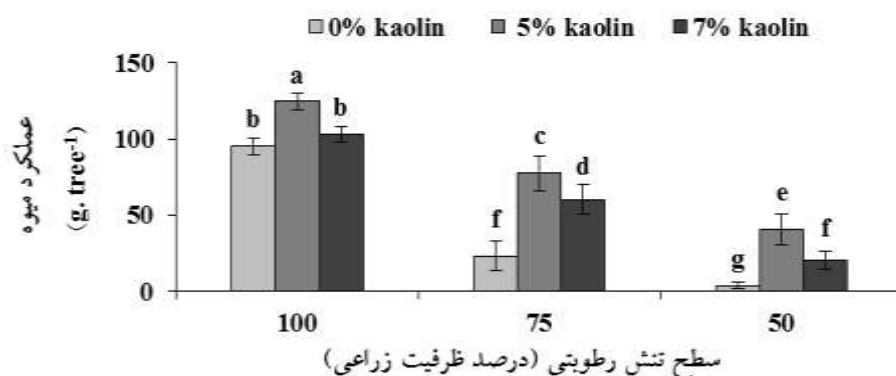 0% kaolin 5% kaolin 7% kaolin
عملکرد میوه
(g. tree-1)
150
100
50
0
b a b
f c d
g e f
100 75 50
سطح تنش رطوبتی (درصد ظرفیت زراعی)